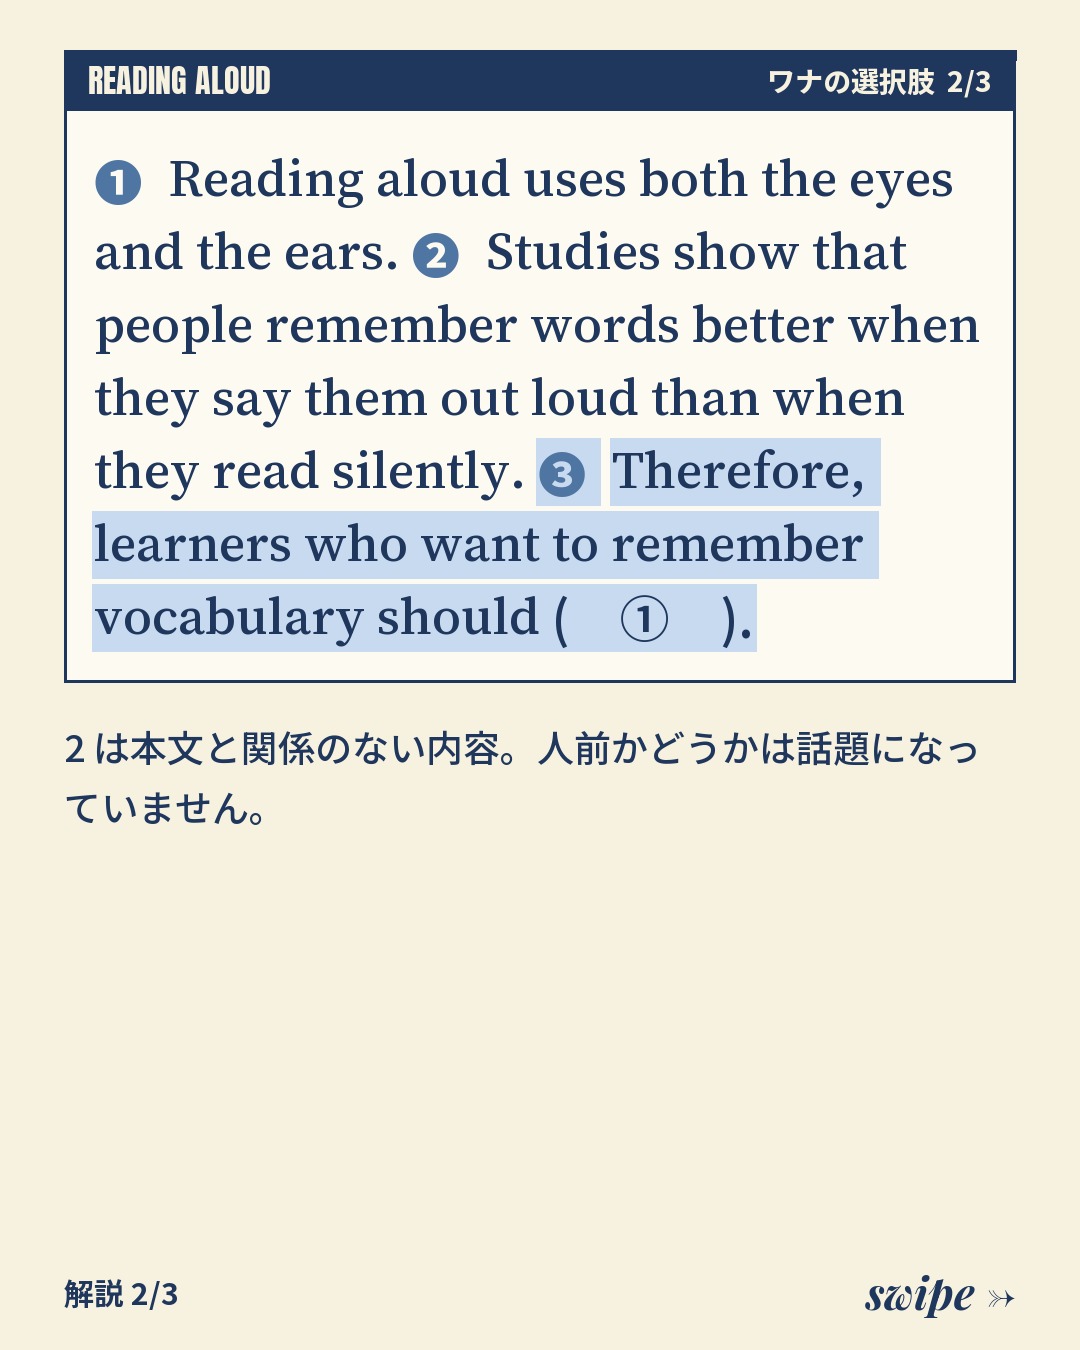 READING ALOUD
ワナの選択肢 2/3
❶ Reading aloud uses both the eyes
and the ears. ❷ Studies show that
people remember words better when
they say them out loud than when
they read silently. ❸ Therefore,
learners who want to remember
vocabulary should ( ① ).
2 は本文と関係のない内容。人前かどうかは話題になっ
ていません。
解説 2/3
swipe